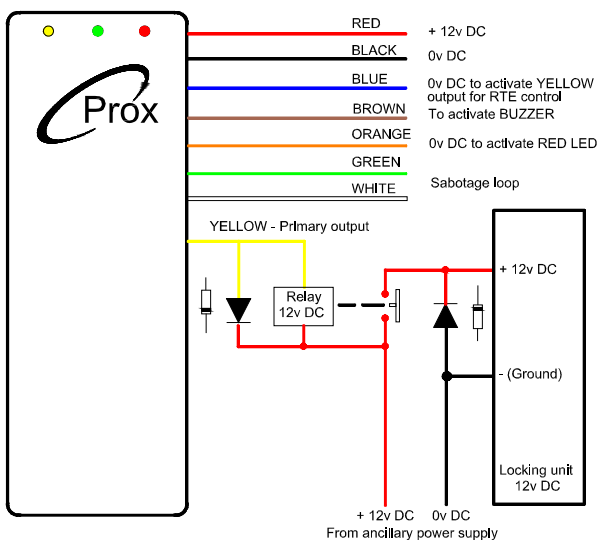 RED
+ 12v DC
BLACK
0v DC
BLUE
0v DC to activate YELLOW
output for RTE control
Prox
BROWN
To activate BUZZER
ORANGE
0v DC to activate RED LED
GREEN
WHITE
Sabotage loop
YELLOW - Primary output
+ 12v DC
Relay
12v DC
- (Ground)
Locking unit
12v DC
+ 12v DC
0v DC
From ancillary power supply